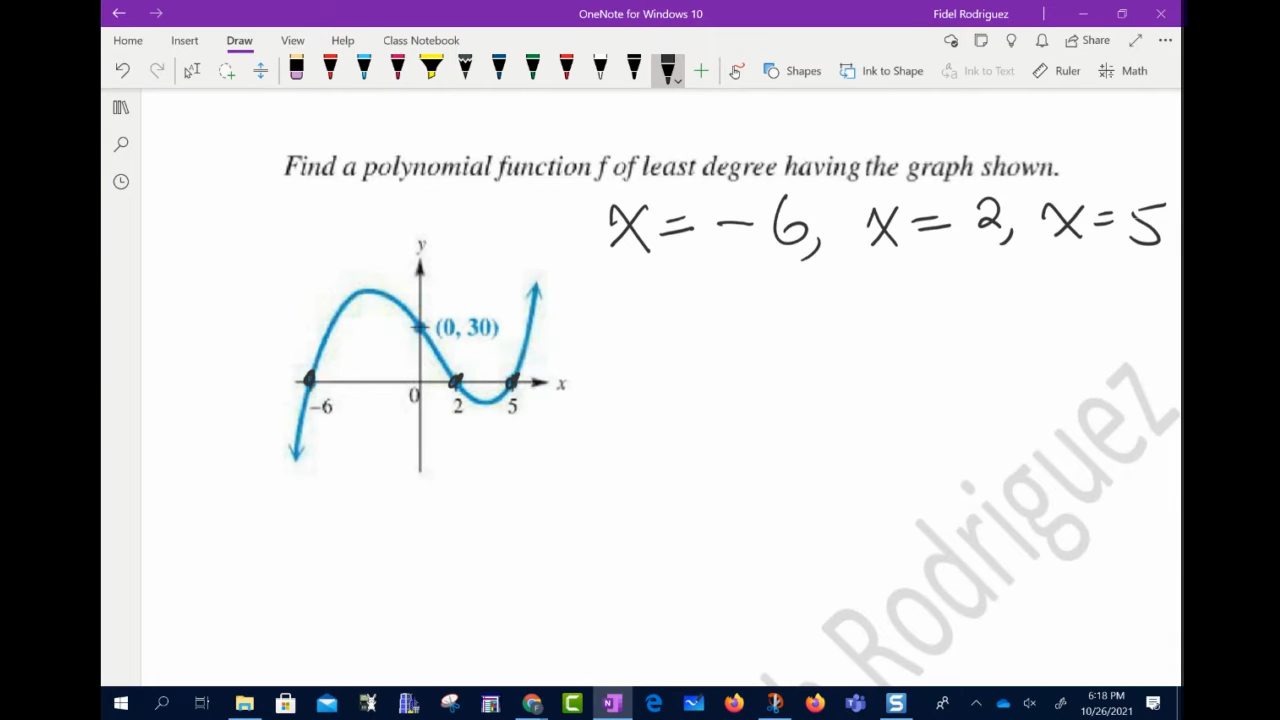 OneNote for Windows 10
Fidel Rodriguez
Home Insert Draw View Help Class Notebook
Share
Shapes Ink to Shape Ink to Text Ruler Math
Find a polynomial function f of least degree having the graph shown.
x = -6, x = 2, x = 5
y
(0, 30)
x
-6 0 2 5
Rodriguez
6:18 PM
10/26/2021